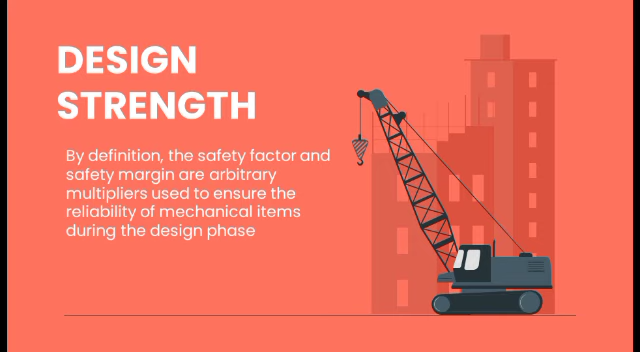 DESIGN
STRENGTH
By definition, the safety factor and
safety margin are arbitrary
multipliers used to ensure the
reliability of mechanical items
during the design phase